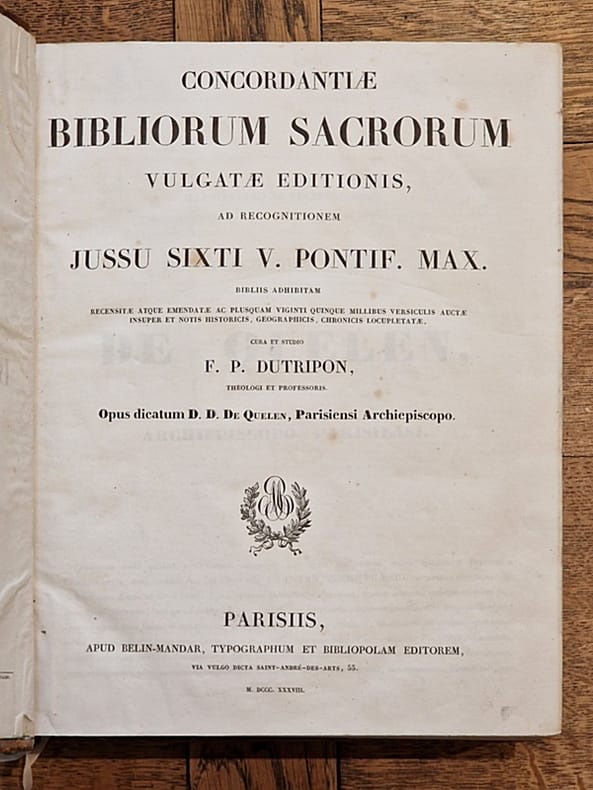 CONCORDANTIÆ
BIBLIORUM SACRORUM
VULGATÆ EDITIONIS,
AD RECOGNITIONEM
JUSSU SIXTI V. PONTIF. MAX.
BIBLIIS ADHIBITAM
RECENSITÆ ATQUE EMENDATÆ AC PLUSQUAM VIGINTI QUINQUE MILLIBUS VERSICULIS AUCTÆ
INSUPER ET NOTIS HISTORICIS, GEOGRAPHICIS, CHRONICIS LOCUPLETATÆ,
CURA ET STUDIO
F. P. DUTRIPON,
THEOLOGI ET PROFESSORIS.
Opus dicatum D. D. DE QUELEN, Parisiensi Archiepiscopo.
PARISIIS,
APUD BELIN-MANDAR, TYPOGRAPHUM ET BIBLIOPOLAM EDITOREM,
VIA VULGO DICTA SAINT-ANDRÉ-DES-ARTS, 55.
M. DCCC. XXXVIII.